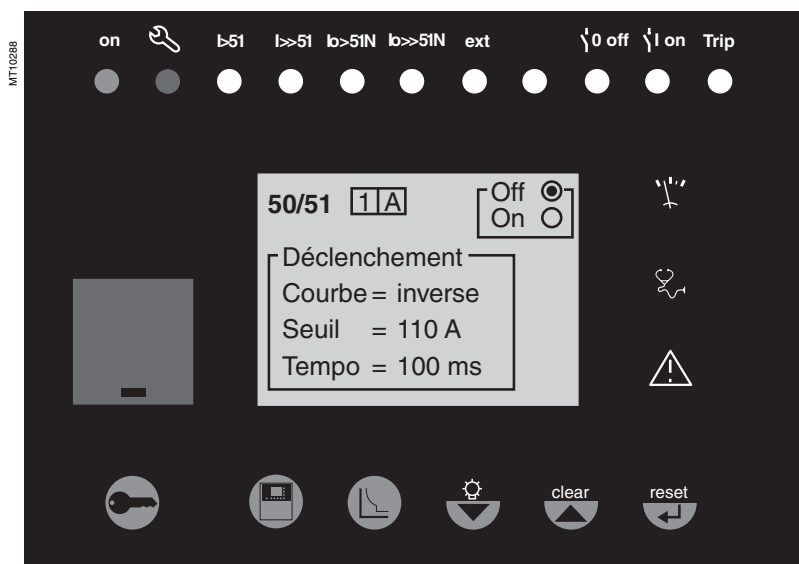 MT10288
on I>51 I>>51 Io>51N Io>>51N ext 0 off I on Trip
50/51 1 A
Off
On
Déclenchement
Courbe = inverse
Seuil = 110 A
Tempo = 100 ms
clear reset